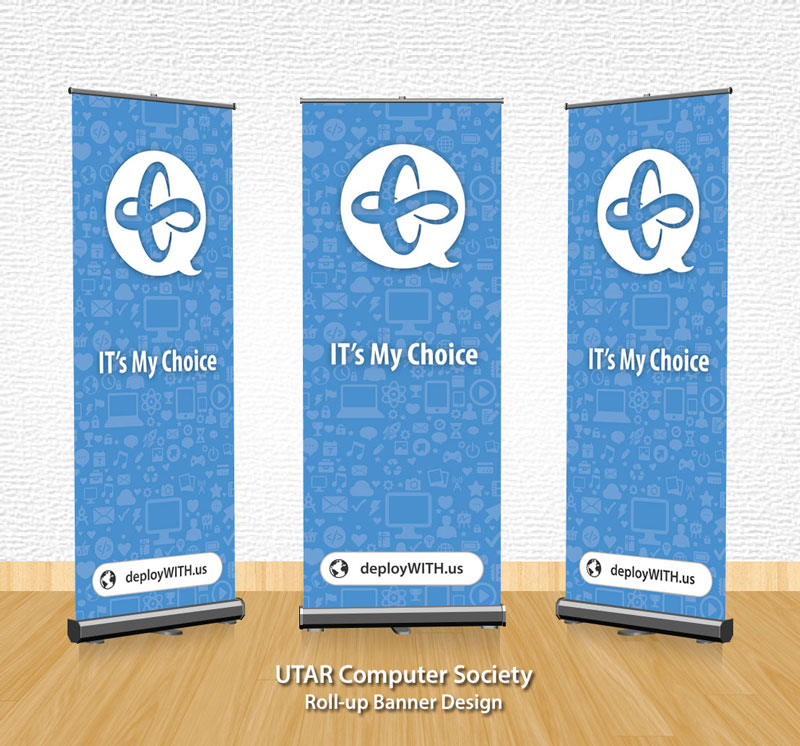 IT's My Choice
deployWITH.us
IT's My Choice
deployWITH.us
IT's My Choice
deployWITH.us
UTAR Computer Society
Roll-up Banner Design